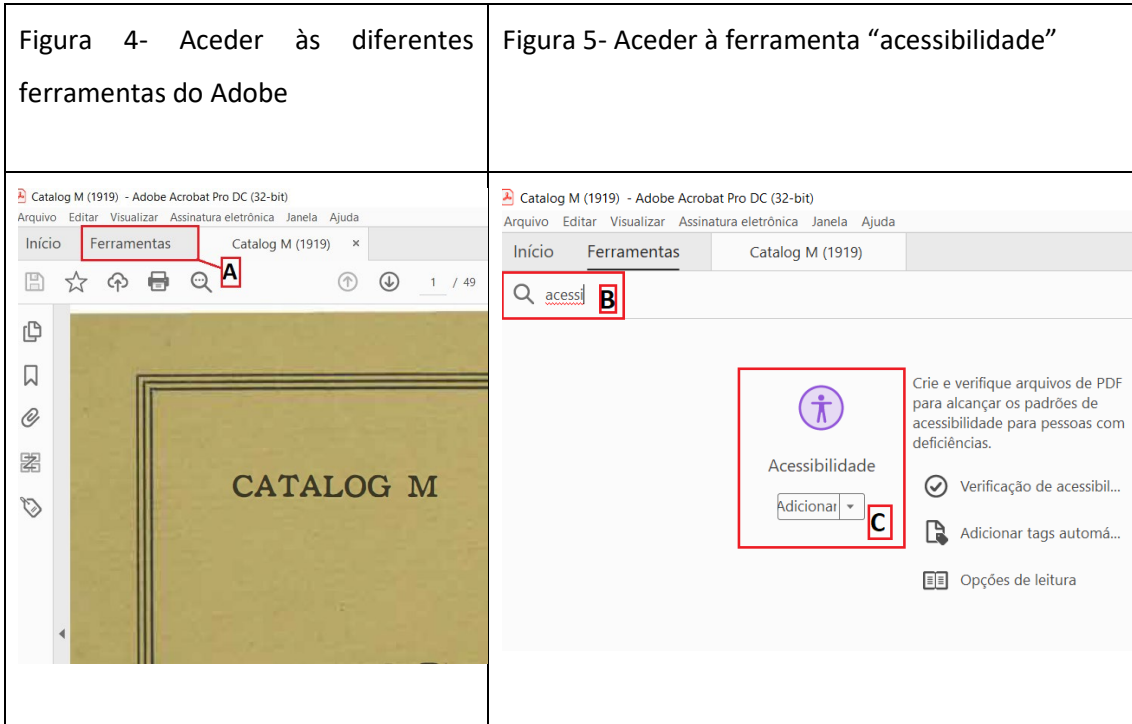 Figura 4- Aceder às diferentes
ferramentas do Adobe
Figura 5- Aceder à ferramenta “acessibilidade”
Catalog M (1919) - Adobe Acrobat Pro DC (32-bit)
Arquivo Editar Visualizar Assinatura eletrônica Janela Ajuda
Início Ferramentas Catalog M (1919) ×
A
1 / 49
CATALOG M
Catalog M (1919) - Adobe Acrobat Pro DC (32-bit)
Arquivo Editar Visualizar Assinatura eletrônica Janela Ajuda
Início Ferramentas Catalog M (1919)
acessi B
Acessibilidade
Adicionar
C
Crie e verifique arquivos de PDF
para alcançar os padrões de
acessibilidade para pessoas com
deficiências.
Verificação de acessibil...
Adicionar tags automá...
Opções de leitura